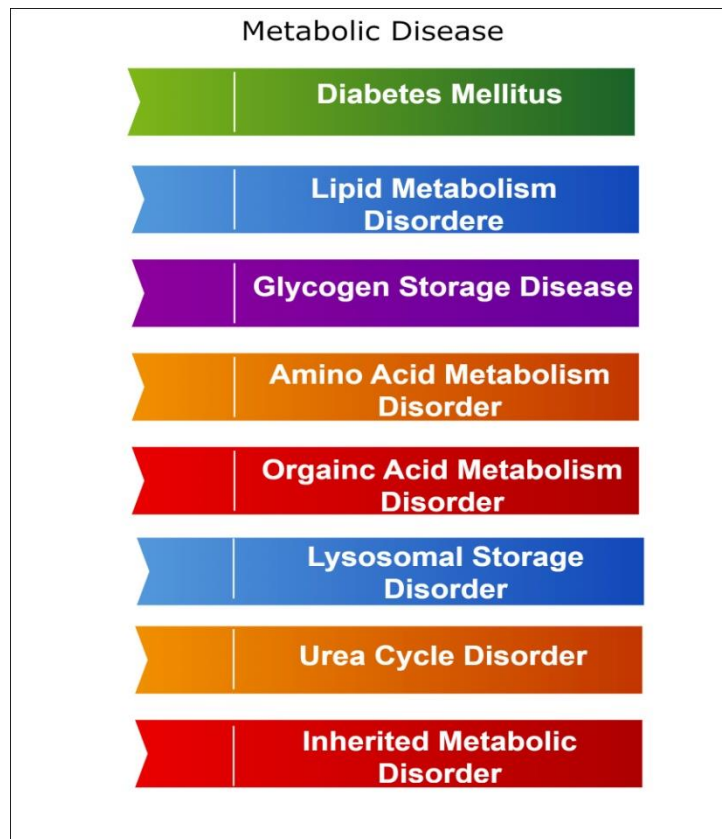 Metabolic Disease
Diabetes Mellitus
Lipid Metabolism
Disordere
Glycogen Storage Disease
Amino Acid Metabolism
Disorder
Orgainc Acid Metabolism
Disorder
Lysosomal Storage
Disorder
Urea Cycle Disorder
Inherited Metabolic
Disorder